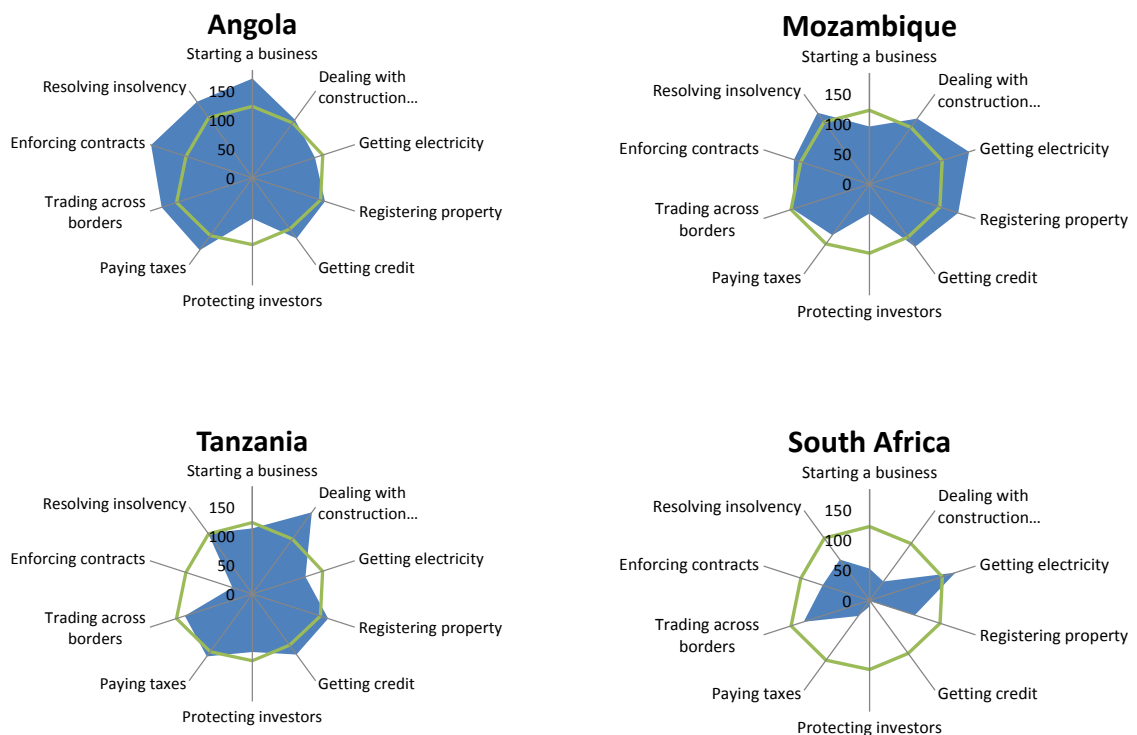 Angola
Starting a business
Dealing with
construction…
Getting electricity
Registering property
Getting credit
Protecting investors
Paying taxes
Trading across
borders
Enforcing contracts
Resolving insolvency
150
100
50
0
Mozambique
Starting a business
Dealing with
construction…
Getting electricity
Registering property
Getting credit
Protecting investors
Paying taxes
Trading across
borders
Enforcing contracts
Resolving insolvency
150
100
50
0
Tanzania
Starting a business
Dealing with
construction…
Getting electricity
Registering property
Getting credit
Protecting investors
Paying taxes
Trading across
borders
Enforcing contracts
Resolving insolvency
150
100
50
0
South Africa
Starting a business
Dealing with
construction…
Getting electricity
Registering property
Getting credit
Protecting investors
Paying taxes
Trading across
borders
Enforcing contracts
Resolving insolvency
150
100
50
0